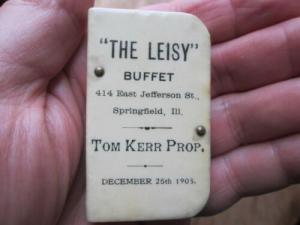 "THE LEISY"
BUFFET
414 East Jefferson St.,
Springfield, Ill.
TOM KERR PROP.
DECEMBER 25th 1905.